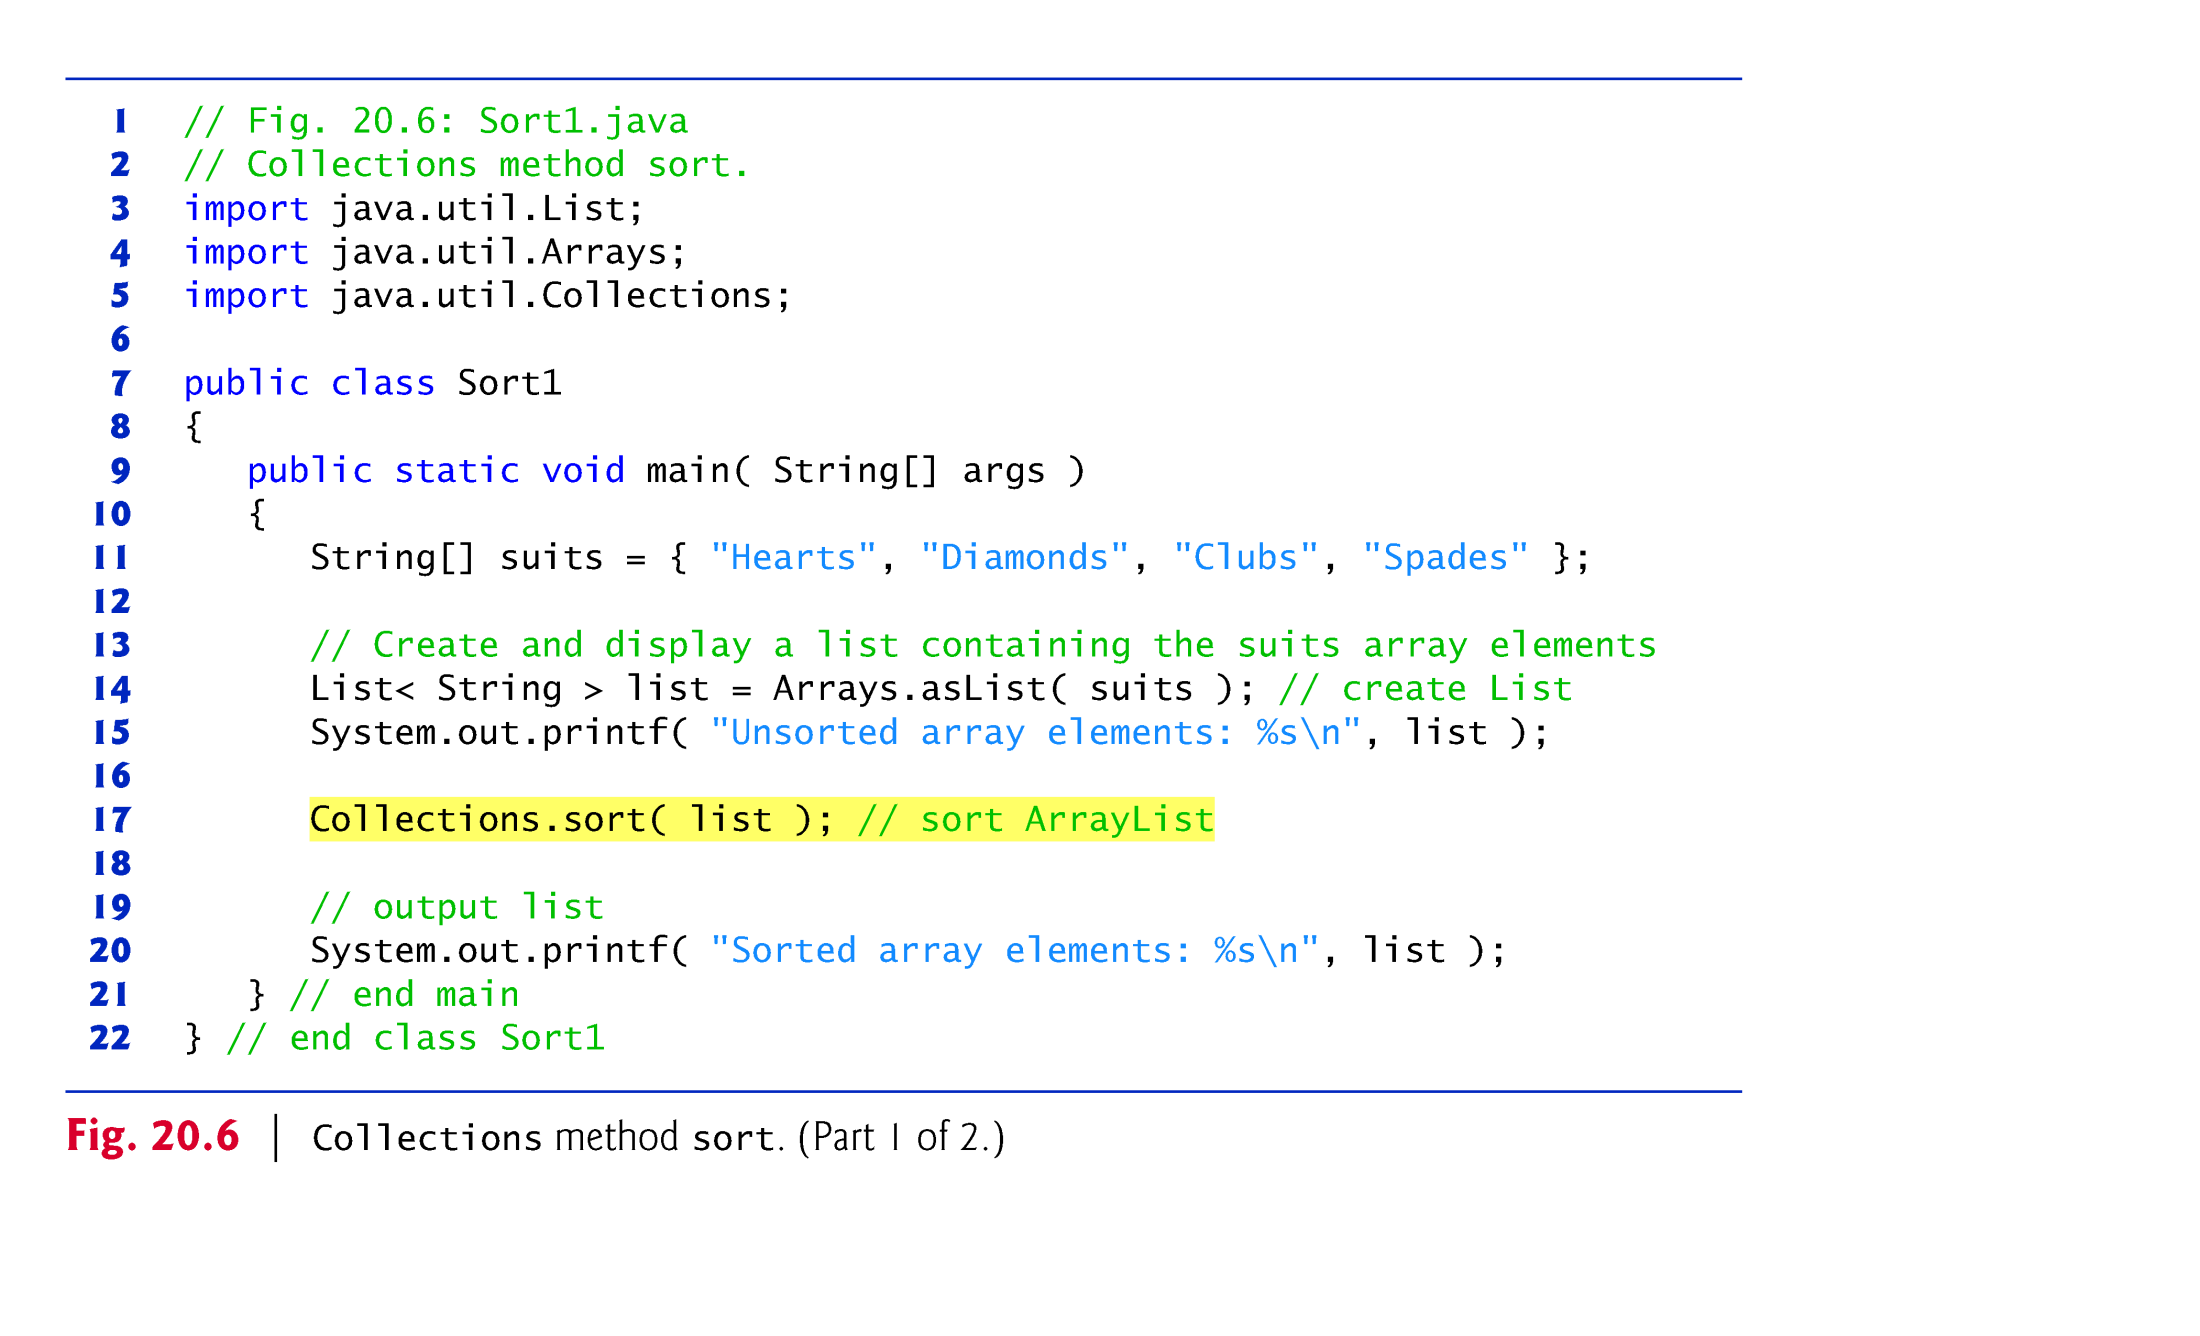 1 // Fig. 20.6: Sort1.java
2 // Collections method sort.
3 import java.util.List;
4 import java.util.Arrays;
5 import java.util.Collections;
6
7 public class Sort1
8 {
9    public static void main( String[] args )
10    {
11       String[] suits = { "Hearts", "Diamonds", "Clubs", "Spades" };
12
13       // Create and display a list containing the suits array elements
14       List< String > list = Arrays.asList( suits ); // create List
15       System.out.printf( "Unsorted array elements: %s\n", list );
16
17       Collections.sort( list ); // sort ArrayList
18
19       // output list
20       System.out.printf( "Sorted array elements: %s\n", list );
21    } // end main
22 } // end class Sort1
Fig. 20.6 | Collections method sort. (Part 1 of 2.)